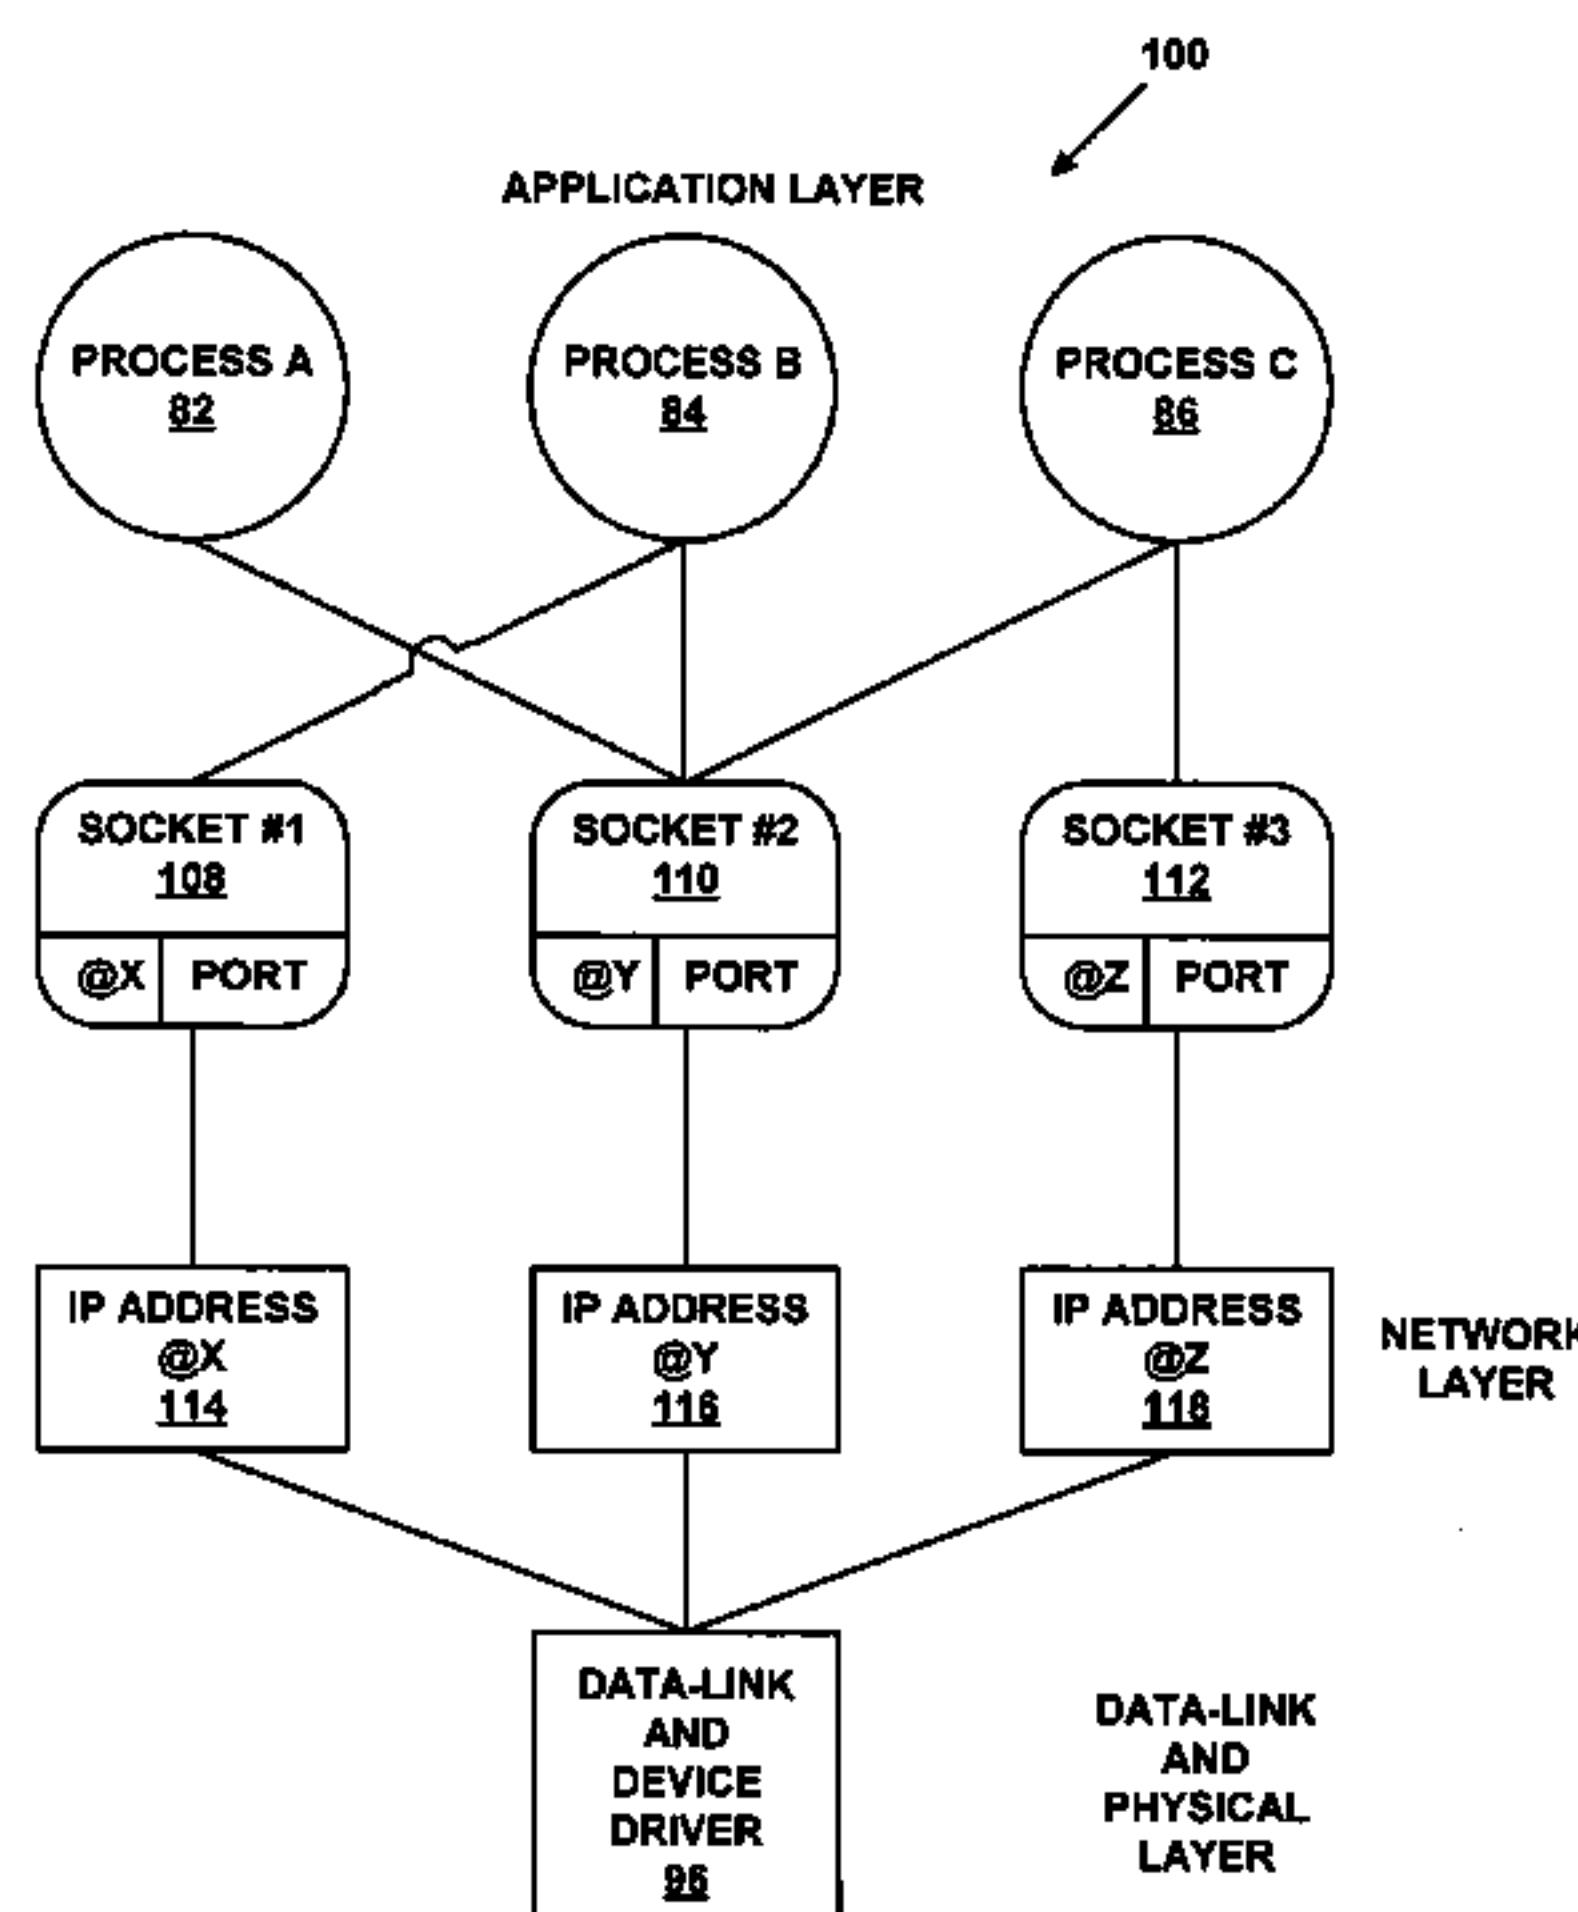 100
APPLICATION LAYER
PROCESS A
82
PROCESS B
84
PROCESS C
86
SOCKET #1
108
@X PORT
SOCKET #2
110
@Y PORT
SOCKET #3
112
@Z PORT
IP ADDRESS
@X
114
IP ADDRESS
@Y
116
IP ADDRESS
@Z
118
NETWORK
LAYER
DATA-LINK
AND
DEVICE
DRIVER
96
DATA-LINK
AND
PHYSICAL
LAYER